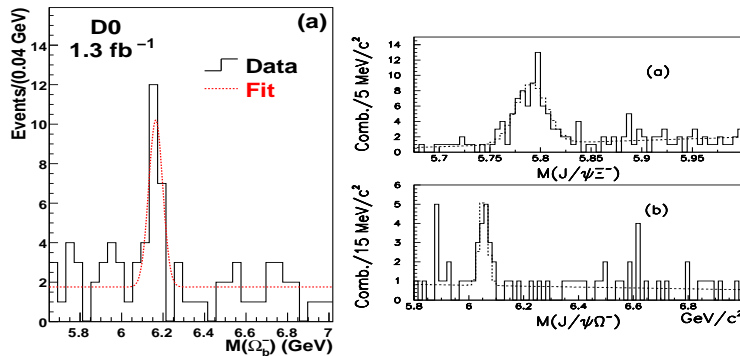 (a)
D0
1.3 fb⁻¹
Data
Fit
Events/(0.04 GeV)
14
12
10
8
6
4
2
0
5.8 6 6.2 6.4 6.6 6.8 7
M(Ω_b⁻) (GeV)
(a)
Comb./5 MeV/c²
14
12
10
8
6
4
2
0
5.7 5.75 5.8 5.85 5.9 5.95
M(J/ψΞ⁻)
(b)
Comb./15 MeV/c²
6
5
4
3
2
1
0
5.8 6 6.2 6.4 6.6 6.8
M(J/ψΩ⁻) GeV/c²